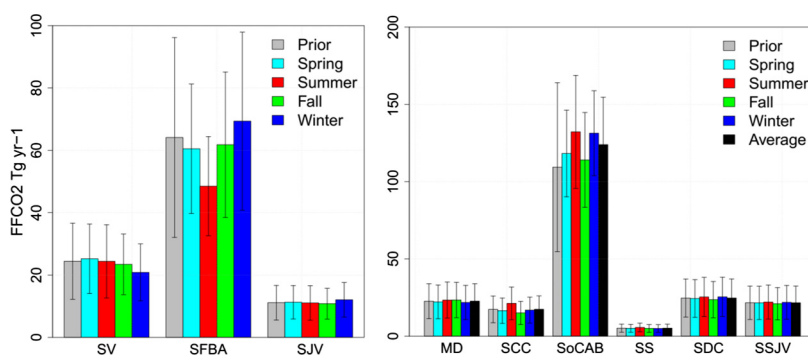 FFCO2 Tg yr−1
100
80
60
40
20
0
Prior
Spring
Summer
Fall
Winter
SV SFBA SJV
200
150
100
50
0
Prior
Spring
Summer
Fall
Winter
Average
MD SCC SoCAB SS SDC SSJV